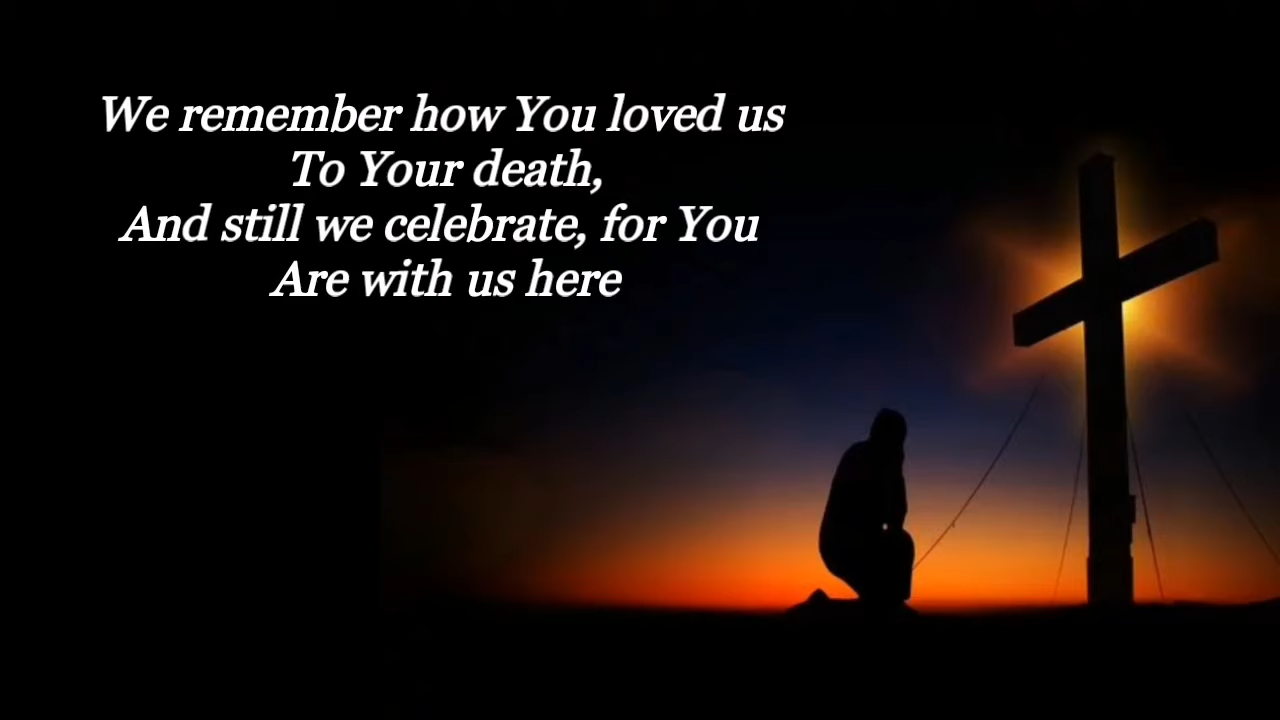 We remember how You loved us
To Your death,
And still we celebrate, for You
Are with us here